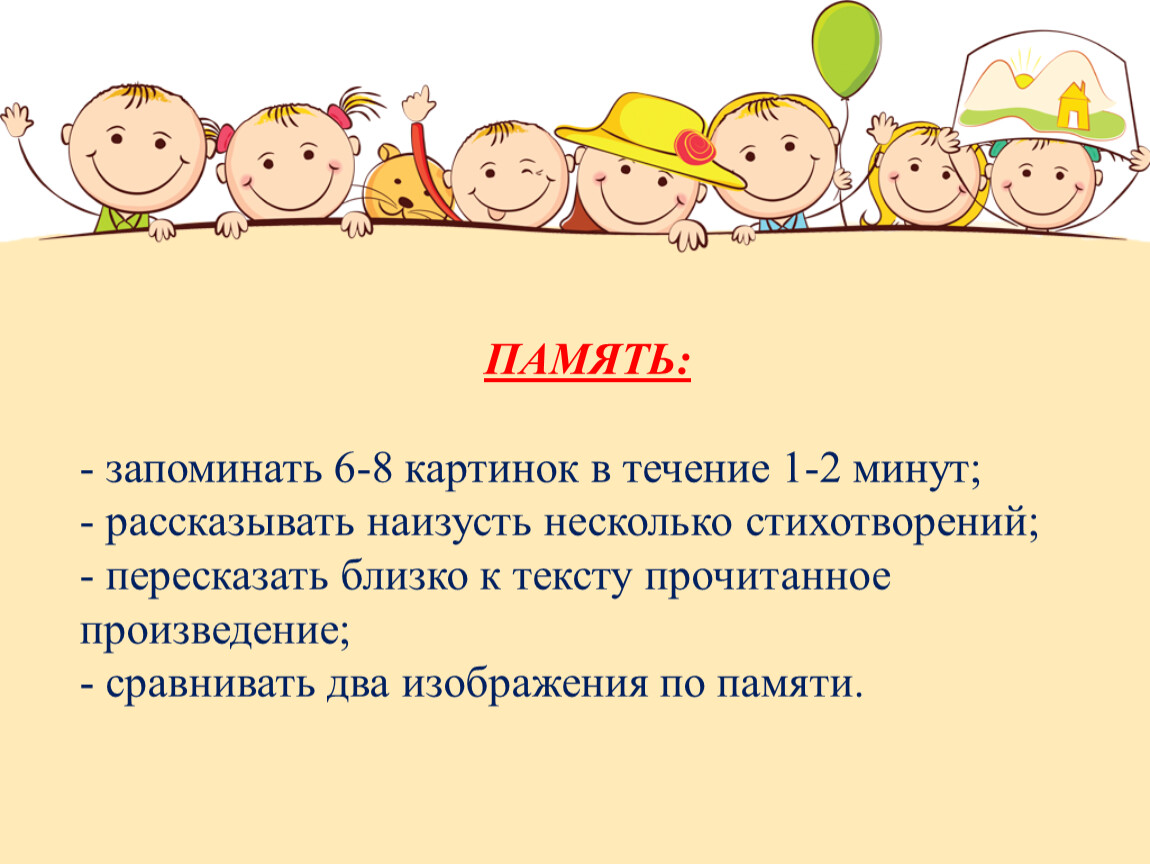 ПАМЯТЬ:
- запоминать 6-8 картинок в течение 1-2 минут;
- рассказывать наизусть несколько стихотворений;
- пересказать близко к тексту прочитанное
произведение;
- сравнивать два изображения по памяти.